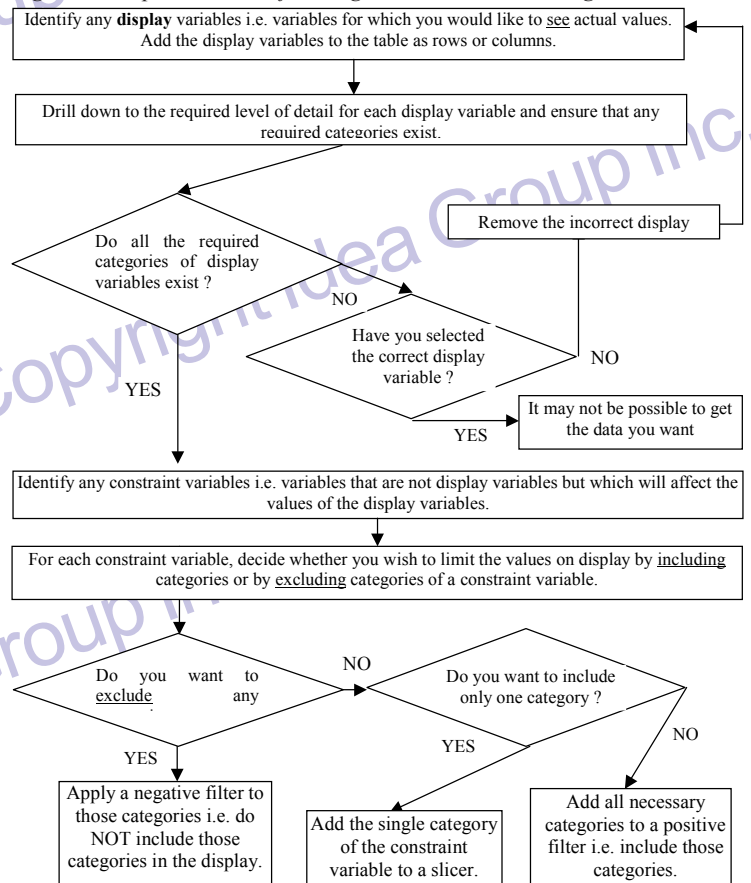 Identify any display variables i.e. variables for which you would like to see actual values.
Add the display variables to the table as rows or columns.
Drill down to the required level of detail for each display variable and ensure that any
required categories exist.
Do all the required
categories of display
variables exist ?
Remove the incorrect display
NO
Have you selected
the correct display
variable ?
NO
YES
YES
It may not be possible to get
the data you want
Identify any constraint variables i.e. variables that are not display variables but which will affect the
values of the display variables.
For each constraint variable, decide whether you wish to limit the values on display by including
categories or by excluding categories of a constraint variable.
Do you want to
exclude any
NO
Do you want to include
only one category ?
YES
YES
NO
Apply a negative filter to
those categories i.e. do
NOT include those
categories in the display.
Add the single category
of the constraint
variable to a slicer.
Add all necessary
categories to a positive
filter i.e. include those
categories.
Copyright Idea Group Inc.
Group Inc